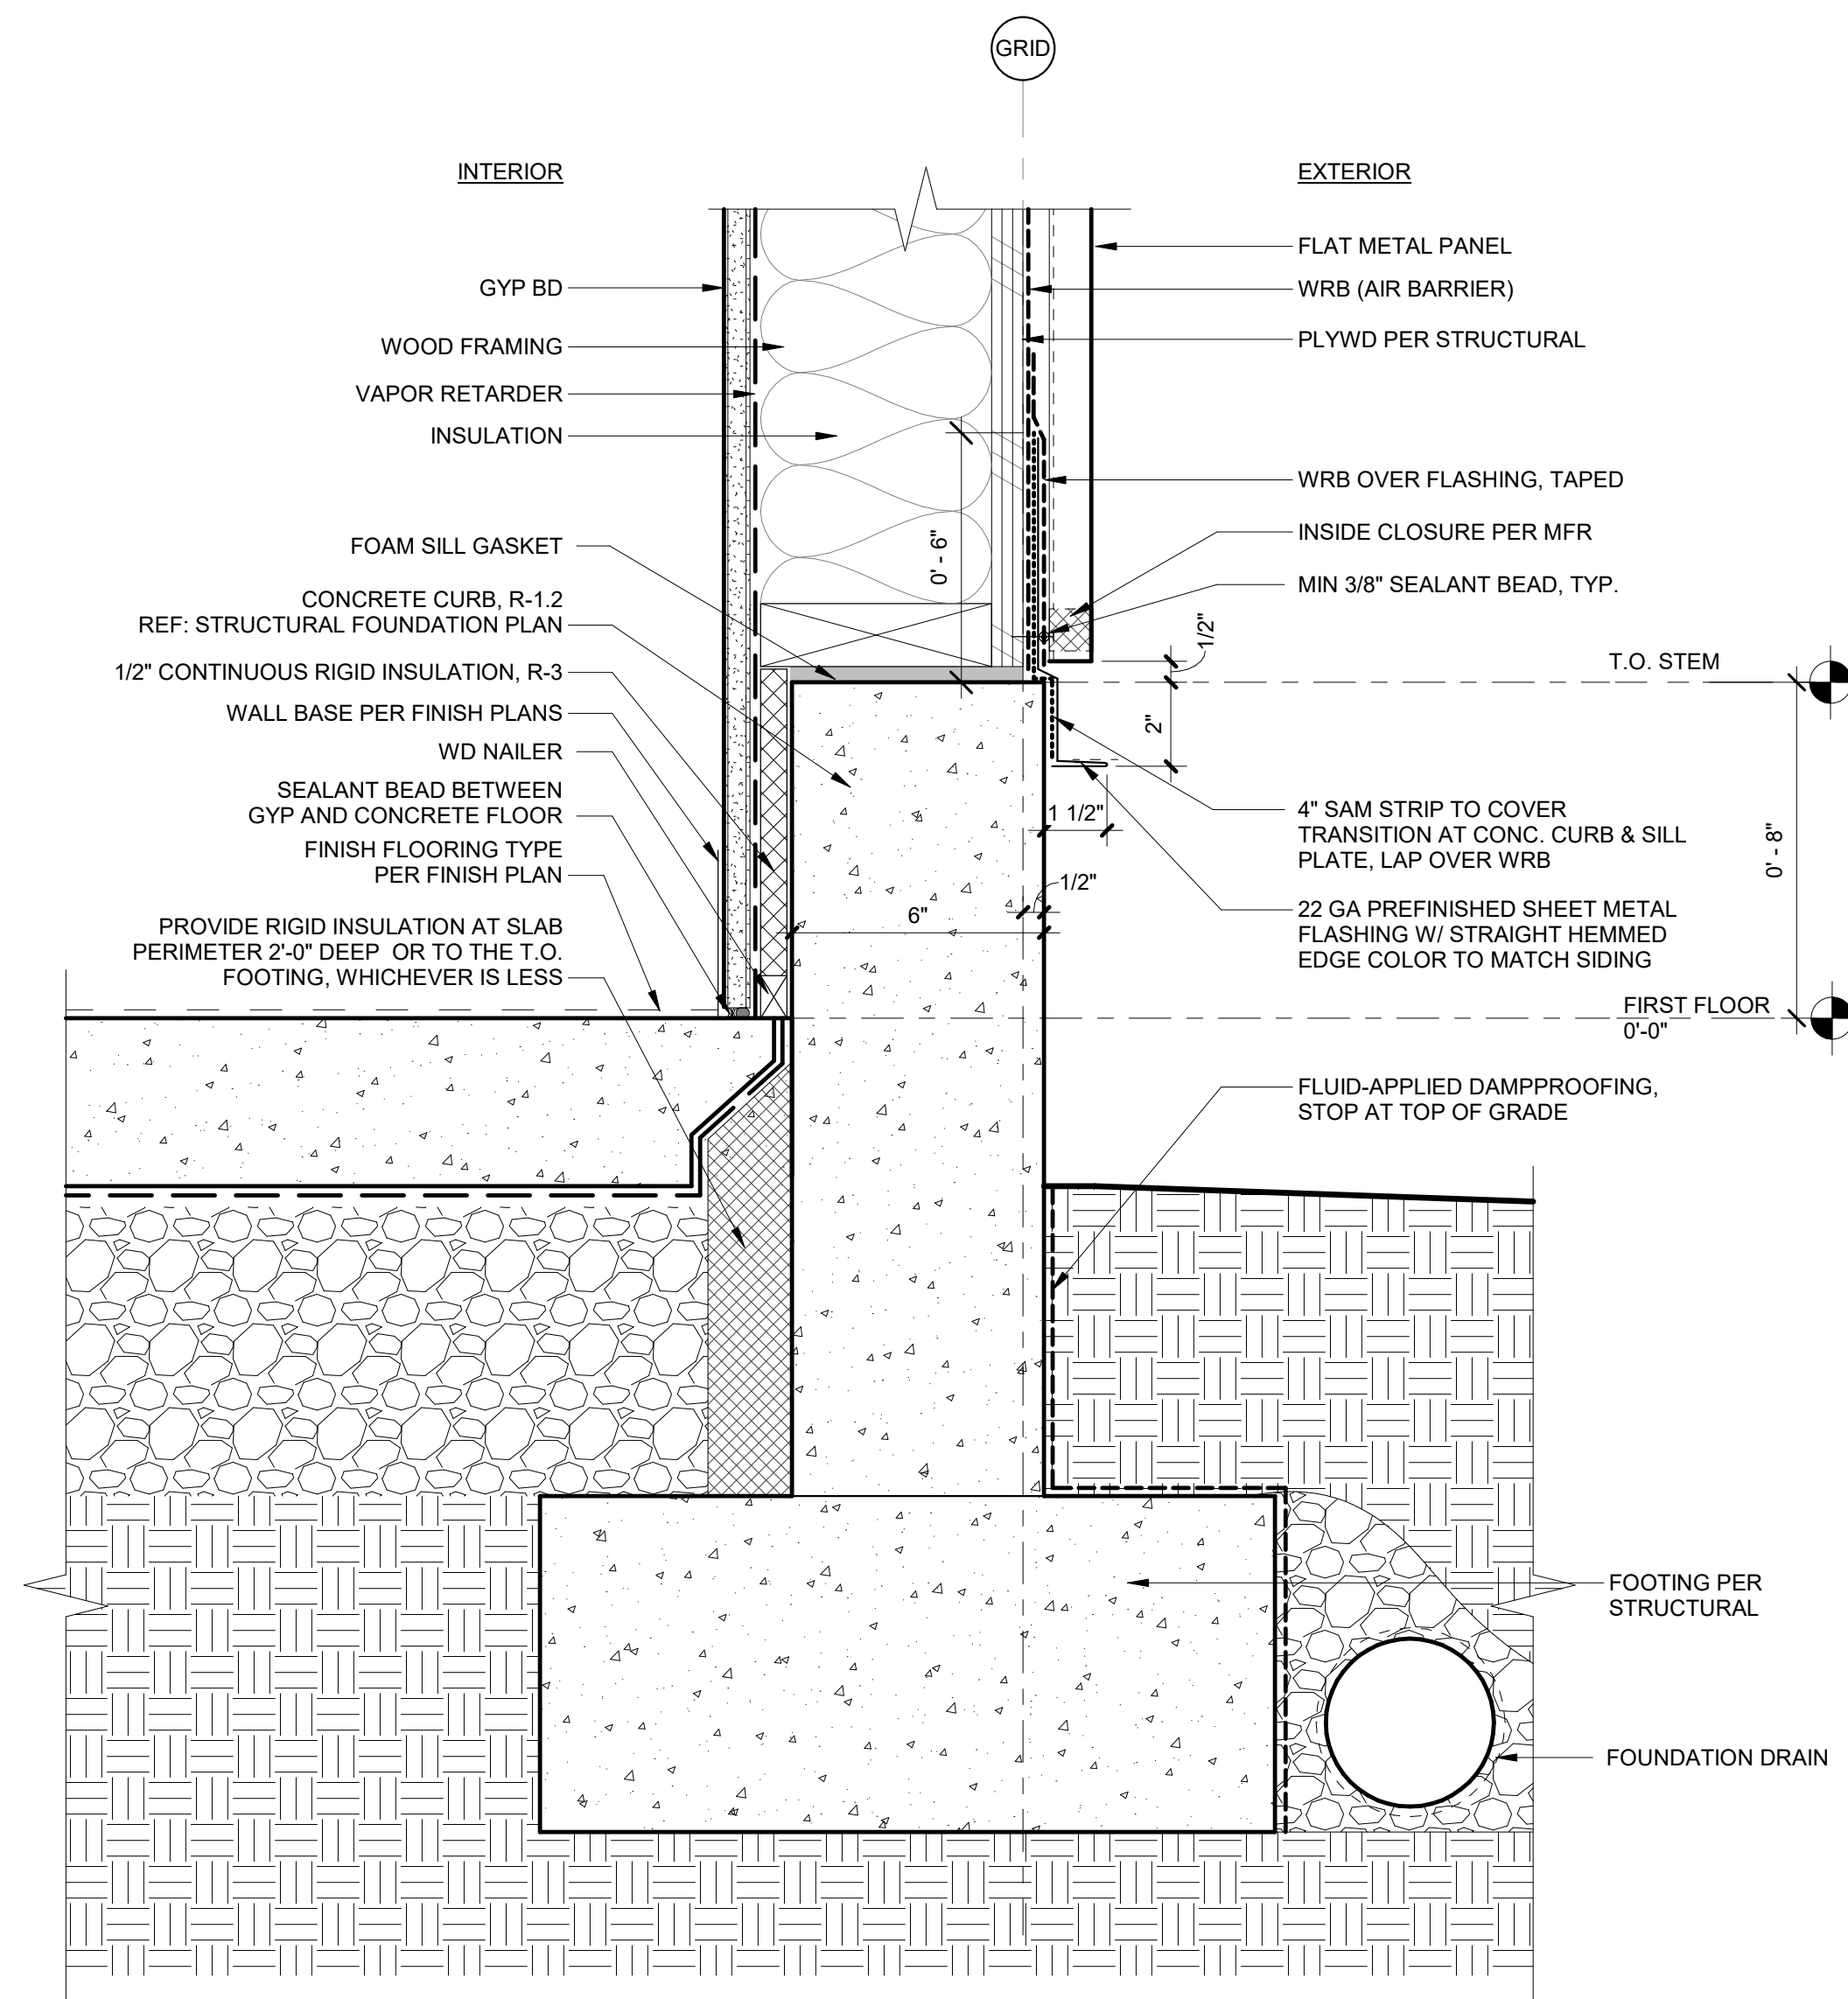 GRID
INTERIOR
EXTERIOR
GYP BD
WOOD FRAMING
VAPOR RETARDER
INSULATION
FOAM SILL GASKET
CONCRETE CURB, R-1.2
REF: STRUCTURAL FOUNDATION PLAN
1/2" CONTINUOUS RIGID INSULATION, R-3
WALL BASE PER FINISH PLANS
WD NAILER
SEALANT BEAD BETWEEN
GYP AND CONCRETE FLOOR
FINISH FLOORING TYPE
PER FINISH PLAN
PROVIDE RIGID INSULATION AT SLAB
PERIMETER 2'-0" DEEP OR TO THE T.O.
FOOTING, WHICHEVER IS LESS
0' - 6"
6"
1/2"
1 1/2"
2"
1/2"
FLAT METAL PANEL
WRB (AIR BARRIER)
PLYWD PER STRUCTURAL
WRB OVER FLASHING, TAPED
INSIDE CLOSURE PER MFR
MIN 3/8" SEALANT BEAD, TYP.
T.O. STEM
0' - 8"
4" SAM STRIP TO COVER
TRANSITION AT CONC. CURB & SILL
PLATE, LAP OVER WRB
22 GA PREFINISHED SHEET METAL
FLASHING W/ STRAIGHT HEMMED
EDGE COLOR TO MATCH SIDING
FIRST FLOOR
0'-0"
FLUID-APPLIED DAMPPROOFING,
STOP AT TOP OF GRADE
FOOTING PER
STRUCTURAL
FOUNDATION DRAIN